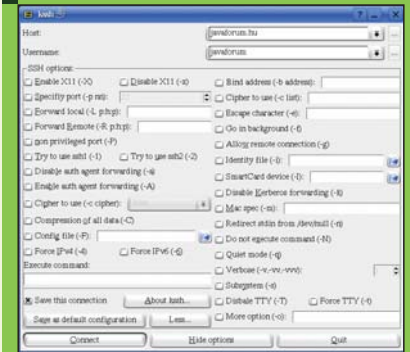 kssh
Host: javaforum.hu
Username: javaforum
SSH options:
Enable X11 (-X) Disable X11 (-x) Bind address (-b address):
Specifiy port (-p nr): Cipher to use (-c list):
Forward local (-L p:h:p): Escape character (-e):
Forward Remote (-R p:h:p): Go in background (-f)
non privileged port (-P) Allow remote connection (-g)
Try to use ssh1 (-1) Try to use ssh2 (-2) Identity file (-i):
Disable auth agent forwarding (-a) SmartCard device (-I):
Enable auth agent forwarding (-A) Disable Kerberos forwarding (-k)
Cipher to use (-c cipher): Mac spec (-m):
Compression of all data(-C) Redirect stdin from /dev/null (-n)
Config file (-F): Do not execute command (-N)
Force IPv4 (-4) Force IPv6 (-6) Quiet mode (-q)
Execute command: Verbose (-v,-vv,-vvv):
Subsystem (-s)
Save this connection About kssh... Disbale TTY (-T) Force TTY (-t)
Save as default configuration Less... More option (-o):
Connect Hide options Quit